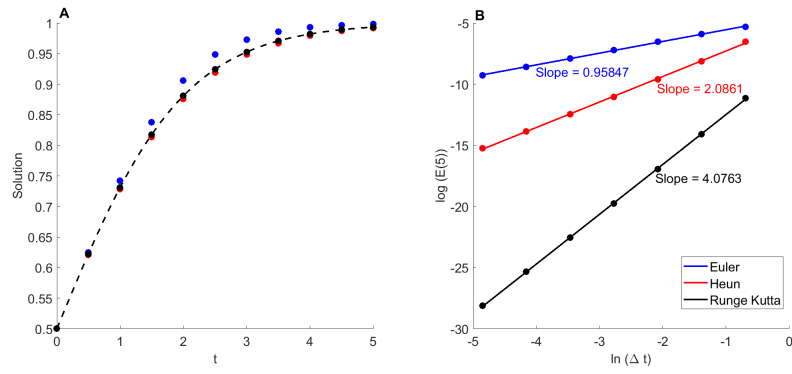 A
1
0.95
0.9
0.85
0.8
0.75
0.7
0.65
0.6
0.55
0.5
Solution
0 1 2 3 4 5
t
B
-5
-10
-15
-20
-25
-30
log (E(5))
Slope = 0.95847
Slope = 2.0861
Slope = 4.0763
Euler
Heun
Runge Kutta
-5 -4 -3 -2 -1 0
ln (Δ t)